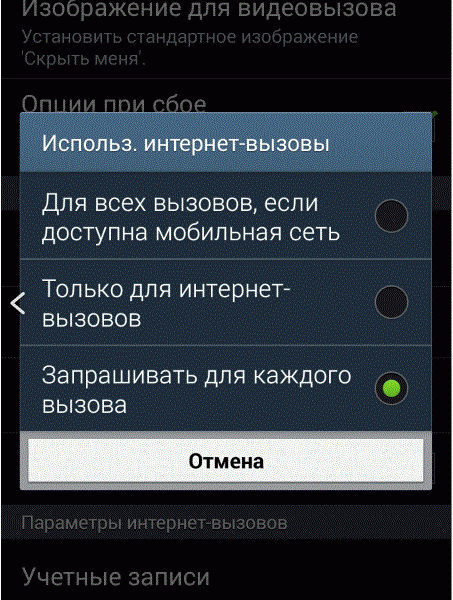 Изображение для видеовызова
Установить стандартное изображение
'Скрыть меня'.
Опции при сбое
Использ. интернет-вызовы
Для всех вызовов, если
доступна мобильная сеть
Только для интернет-
вызовов
Запрашивать для каждого
вызова
Отмена
Параметры интернет-вызовов
Учетные записи